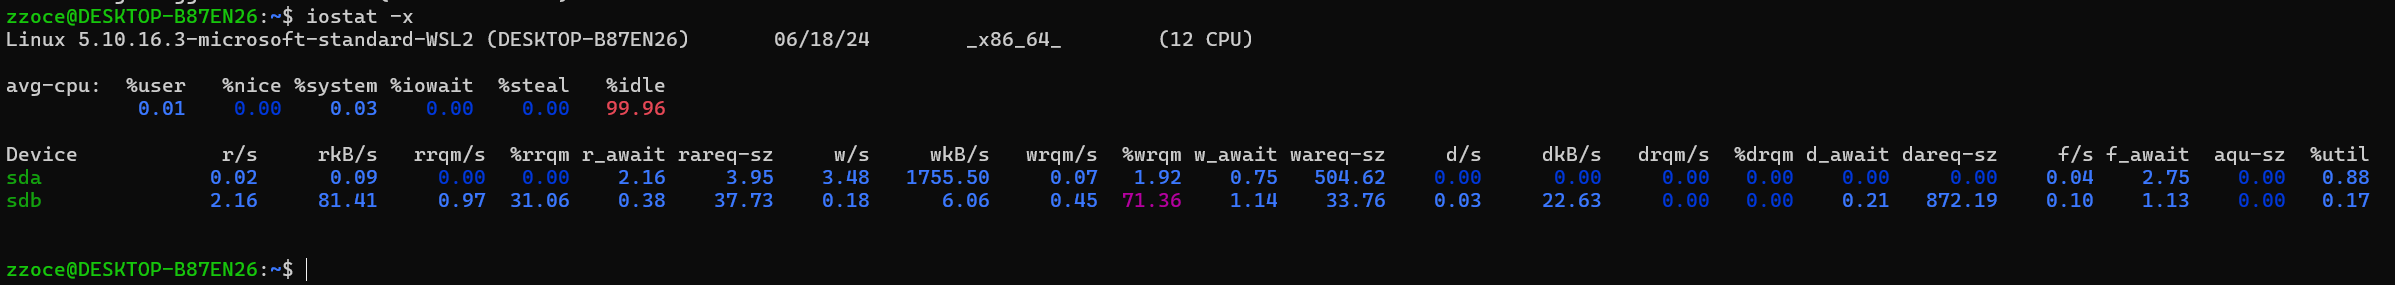 zzoce@DESKTOP-B87EN26:~$ iostat -x
Linux 5.10.16.3-microsoft-standard-WSL2 (DESKTOP-B87EN26) 06/18/24 _x86_64_ (12 CPU)
avg-cpu: %user %nice %system %iowait %steal %idle
0.01 0.00 0.03 0.00 0.00 99.96
Device r/s rkB/s rrqm/s %rrqm r_await rareq-sz w/s wkB/s wrqm/s %wrqm w_await wareq-sz d/s dkB/s drqm/s %drqm d_await dareq-sz f/s f_await aqu-sz %util
sda 0.02 0.09 0.00 0.00 2.16 3.95 3.48 1755.50 0.07 1.92 0.75 504.62 0.00 0.00 0.00 0.00 0.00 0.00 0.04 2.75 0.00 0.88
sdb 2.16 81.41 0.97 31.06 0.38 37.73 0.18 6.06 0.45 71.36 1.14 33.76 0.03 22.63 0.00 0.00 0.21 872.19 0.10 1.13 0.00 0.17
zzoce@DESKTOP-B87EN26:~$